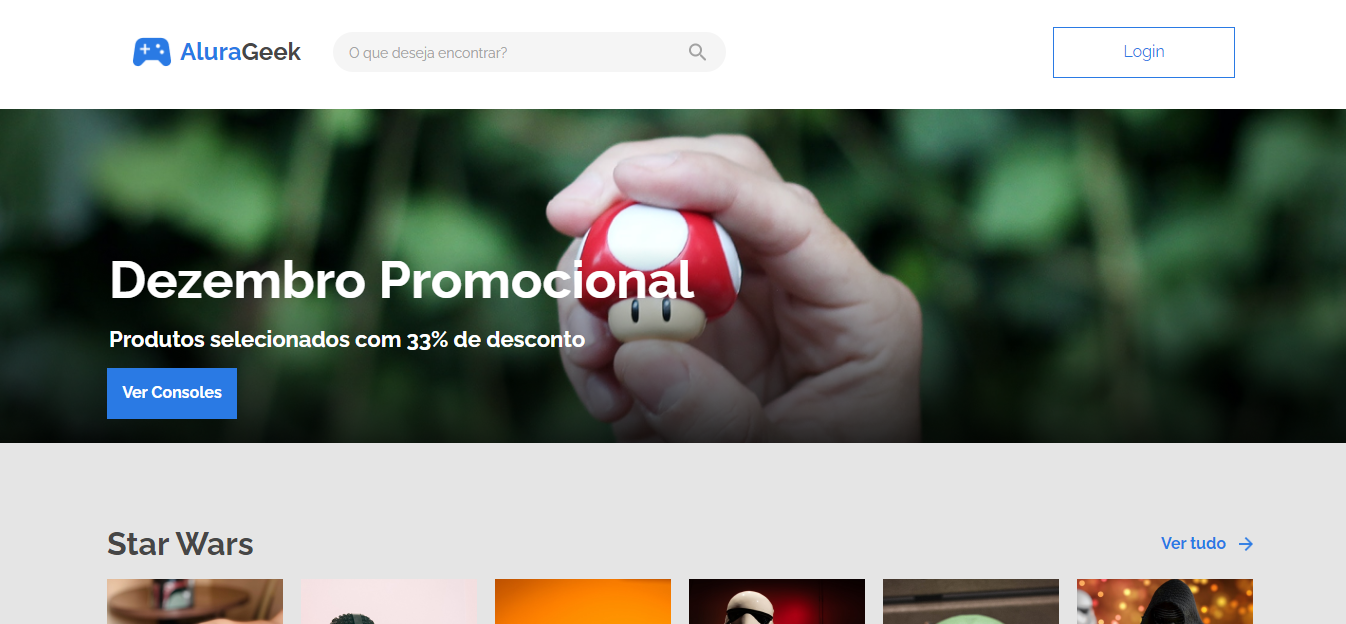 AluraGeek
O que deseja encontrar?
Login
Dezembro Promocional
Produtos selecionados com 33% de desconto
Ver Consoles
Star Wars
Ver tudo